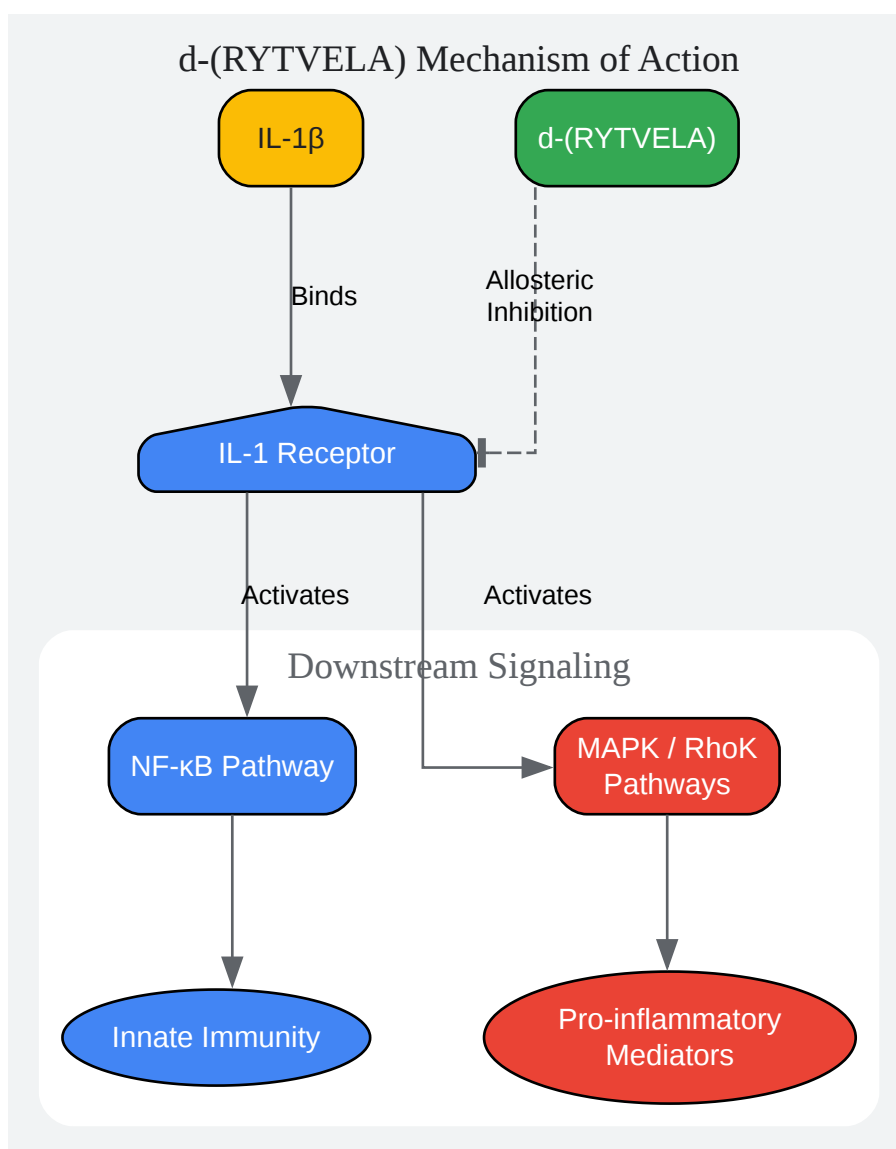 d-(RYTVELA) Mechanism of Action
IL-1β
d-(RYTVELA)
Binds
Allosteric
Inhibition
IL-1 Receptor
Activates
Activates
Downstream Signaling
NF-κB Pathway
MAPK / RhoK
Pathways
Innate Immunity
Pro-inflammatory
Mediators